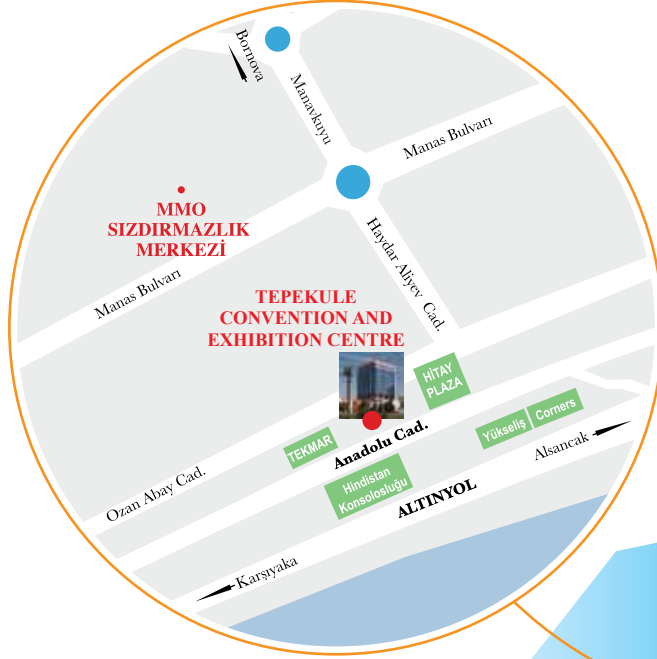 Bornova
Manavkuyu
Manas Bulvarı
MMO
SIZDIRMAZLIK
MERKEZİ
Haydar Aliyev Cad.
Manas Bulvarı
TEPEKULE
CONVENTION AND
EXHIBITION CENTRE
HİTAY
PLAZA
Yükseliş
Corners
TEKMAR
Anadolu Cad.
Alsancak
Ozan Abay Cad.
Hindistan
Konsolosluğu
ALTINYOL
Karşıyaka